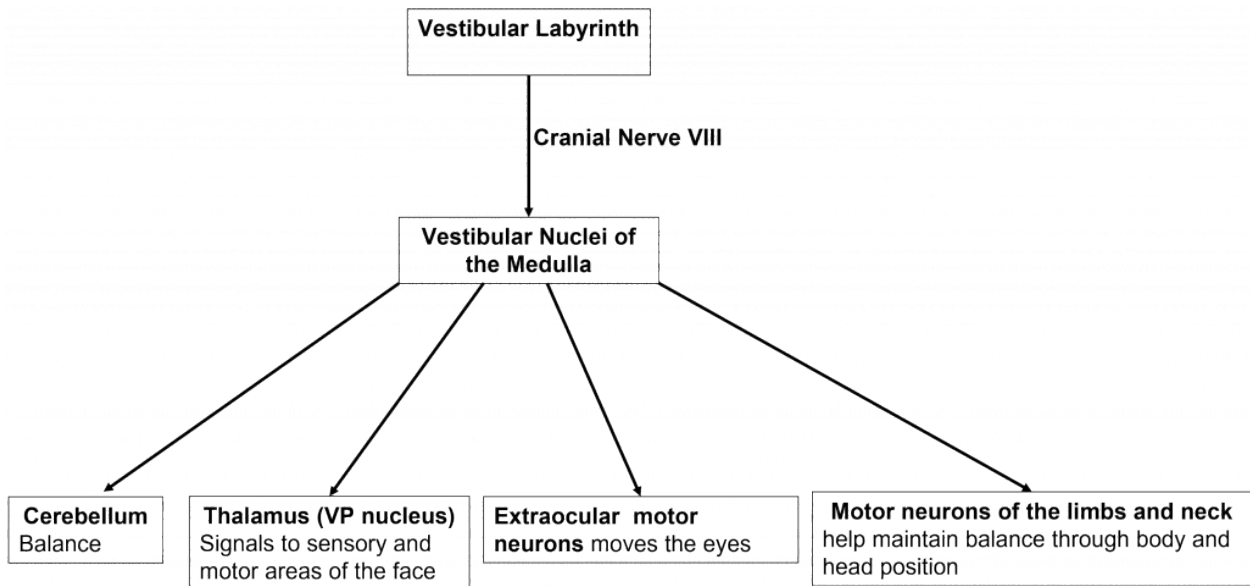 Vestibular Labyrinth
Cranial Nerve VIII
Vestibular Nuclei of
the Medulla
Cerebellum
Balance
Thalamus (VP nucleus)
Signals to sensory and
motor areas of the face
Extraocular motor
neurons moves the eyes
Motor neurons of the limbs and neck
help maintain balance through body and
head position